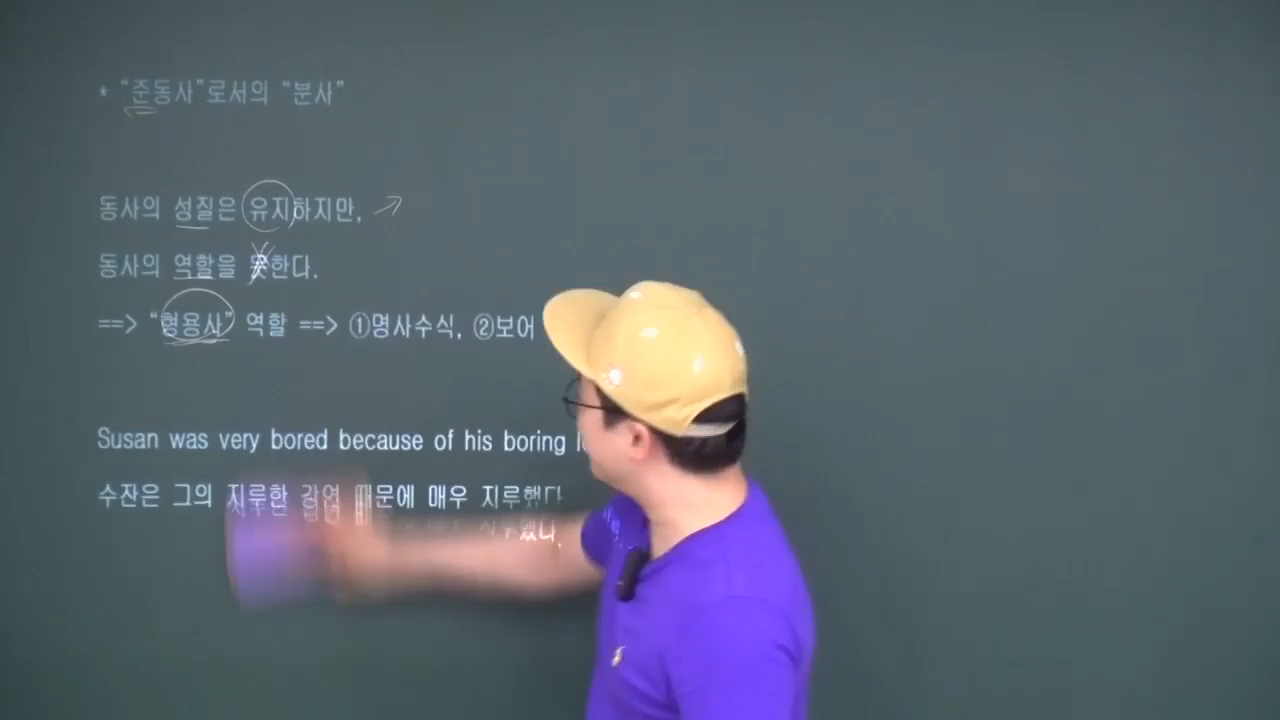 * “준동사”로서의 “분사”
동사의 성질은 유지하지만,
동사의 역할을 못한다.
==> “형용사” 역할 ==> ①명사수식, ②보어
Susan was very bored because of his boring
수잔은 그의 지루한 강연 때문에 매우 지루했다.